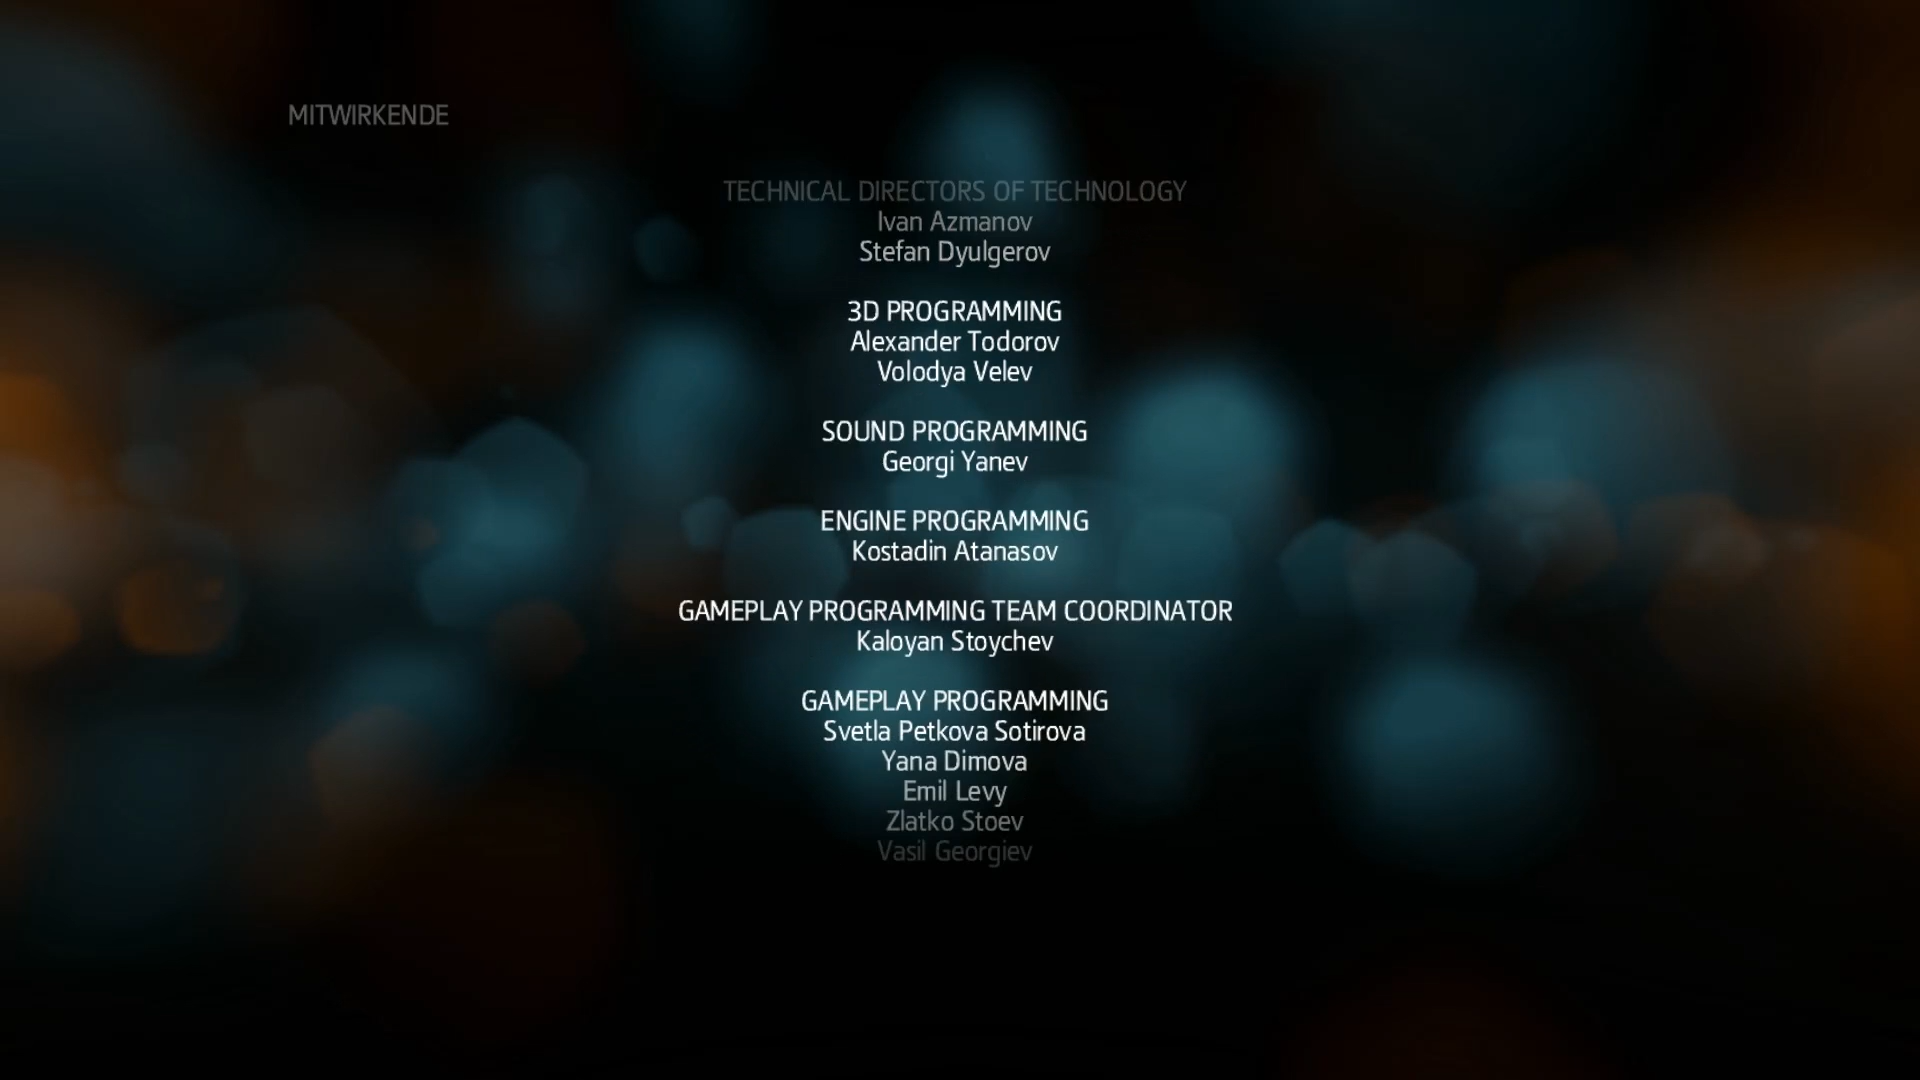 MITWIRKENDE
TECHNICAL DIRECTORS OF TECHNOLOGY
Ivan Azmanov
Stefan Dyulgerov
3D PROGRAMMING
Alexander Todorov
Volodya Velev
SOUND PROGRAMMING
Georgi Yanev
ENGINE PROGRAMMING
Kostadin Atanasov
GAMEPLAY PROGRAMMING TEAM COORDINATOR
Kaloyan Stoychev
GAMEPLAY PROGRAMMING
Svetla Petkova Sotirova
Yana Dimova
Emil Levy
Zlatko Stoev
Vasil Georgiev